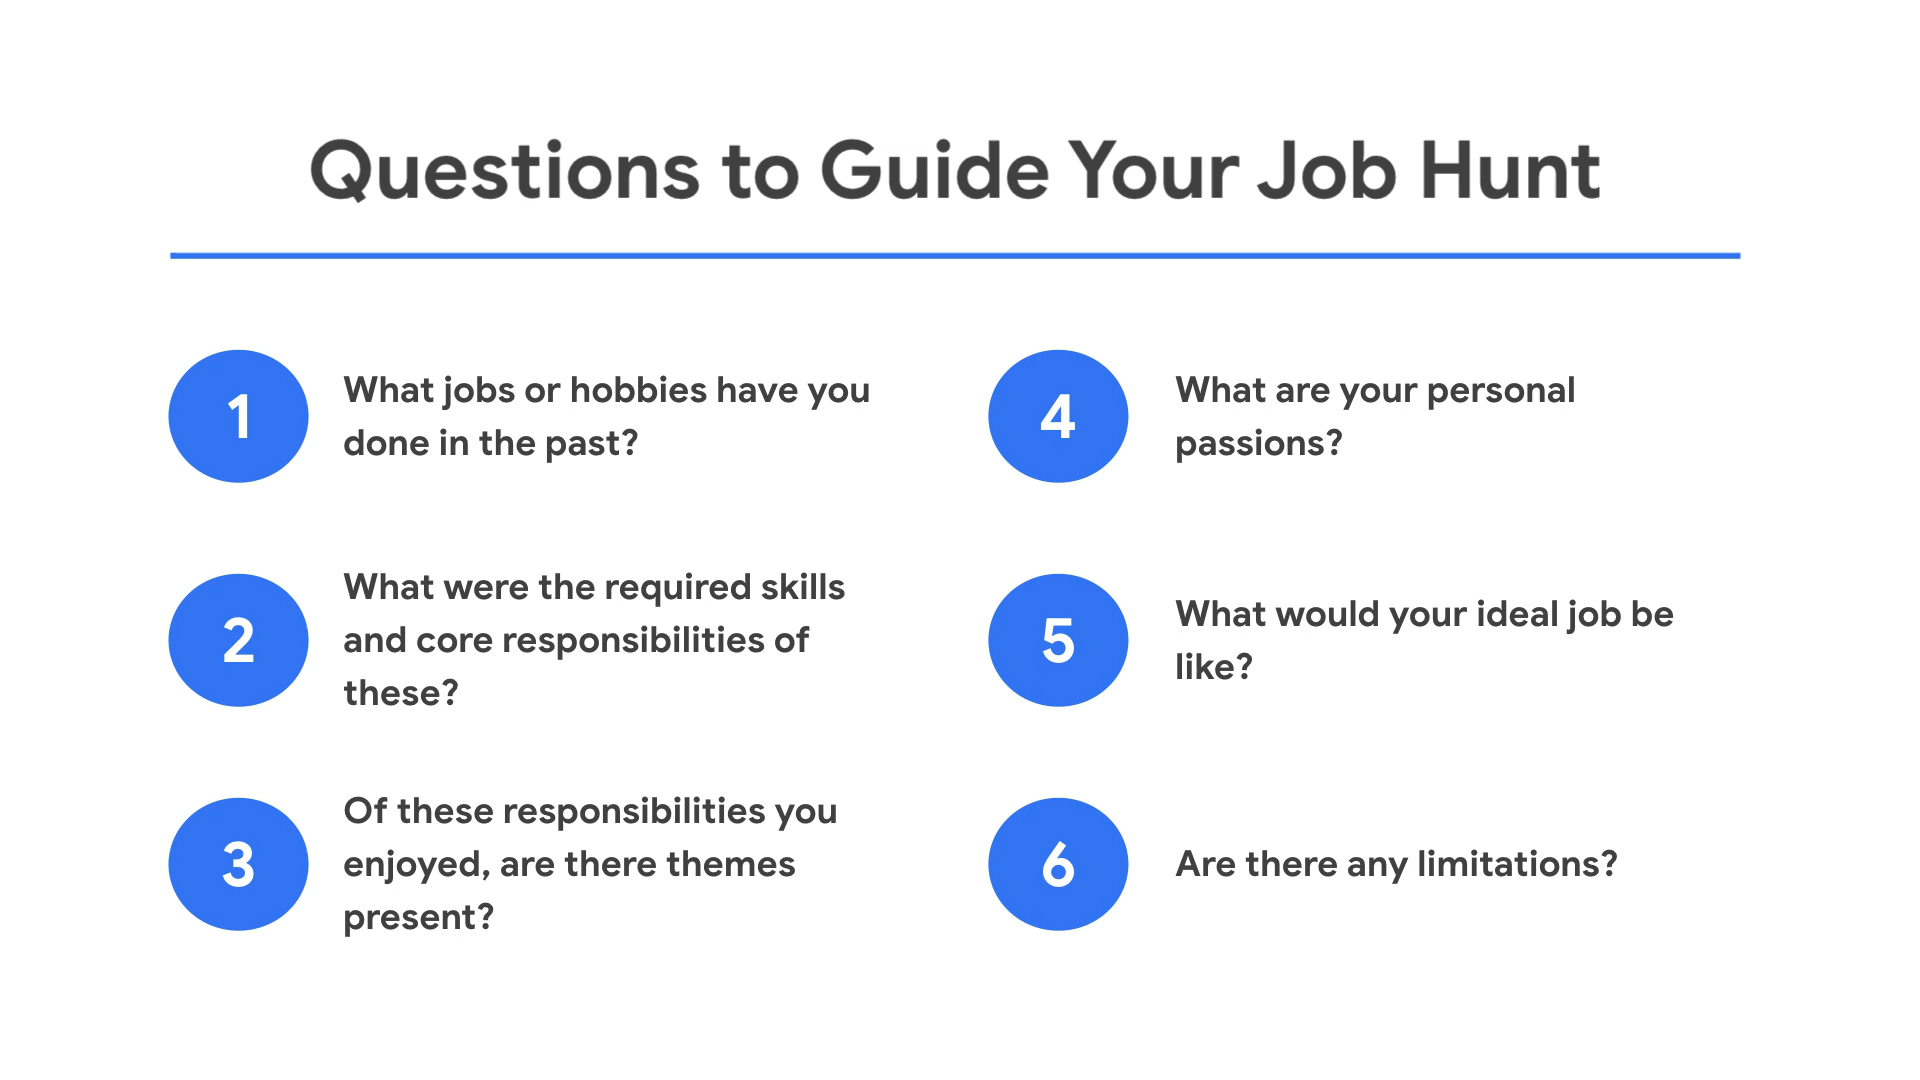 Questions to Guide Your Job Hunt
1
What jobs or hobbies have you
done in the past?
2
What were the required skills
and core responsibilities of
these?
3
Of these responsibilities you
enjoyed, are there themes
present?
4
What are your personal
passions?
5
What would your ideal job be
like?
6
Are there any limitations?